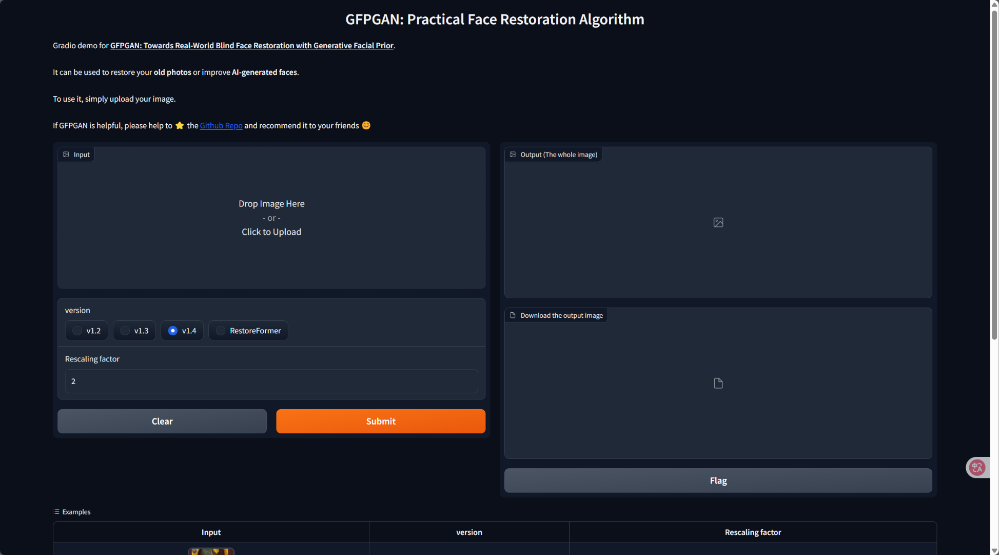 GFPGAN: Practical Face Restoration Algorithm
Gradio demo for GFPGAN: Towards Real-World Blind Face Restoration with Generative Facial Prior.
It can be used to restore your old photos or improve AI-generated faces.
To use it, simply upload your image.
If GFPGAN is helpful, please help to ⭐ the Github Repo and recommend it to your friends 😊
Input
Drop Image Here
- or -
Click to Upload
version
v1.2
v1.3
v1.4
RestoreFormer
Rescaling factor
2
Clear
Submit
Output (The whole image)
Download the output image
Flag
中A
Examples
Input
version
Rescaling factor